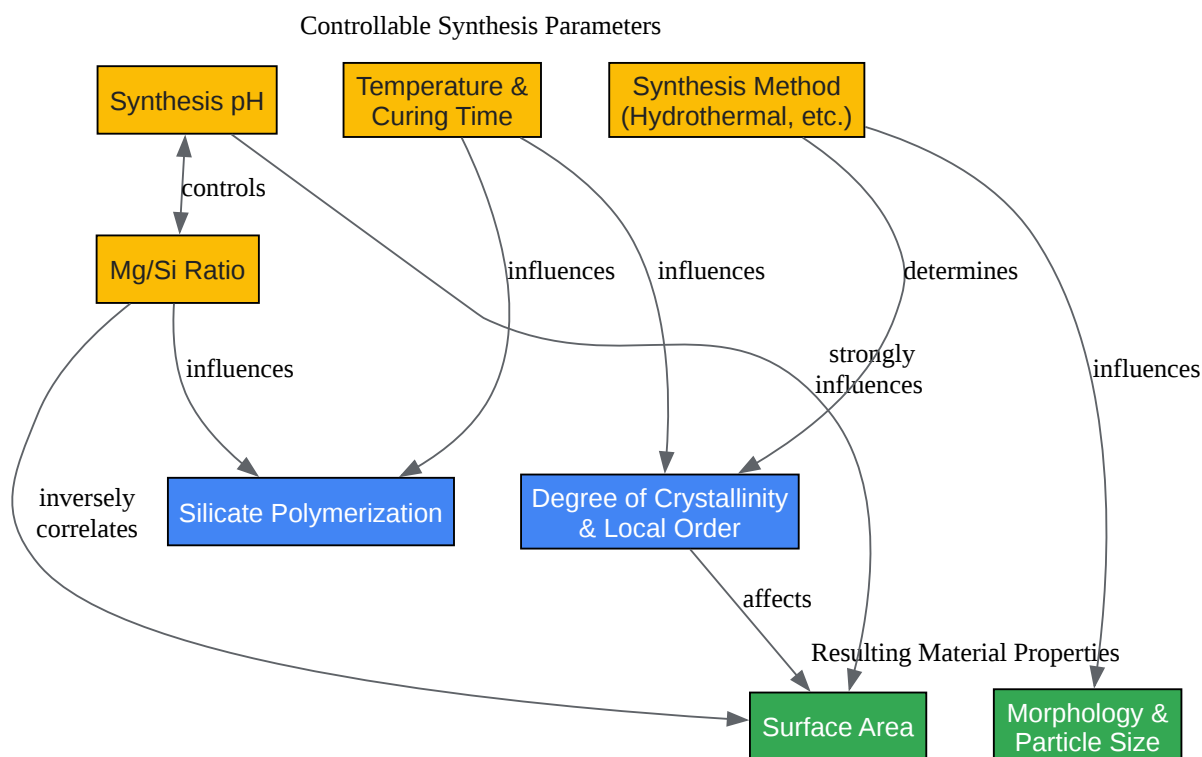 Controllable Synthesis Parameters
Synthesis pH
Temperature &
Curing Time
Synthesis Method
(Hydrothermal, etc.)
controls
Mg/Si Ratio
influences
influences
determines
influences
strongly
influences
influences
Silicate Polymerization
Degree of Crystallinity
& Local Order
inversely
correlates
affects
Resulting Material Properties
Surface Area
Morphology &
Particle Size